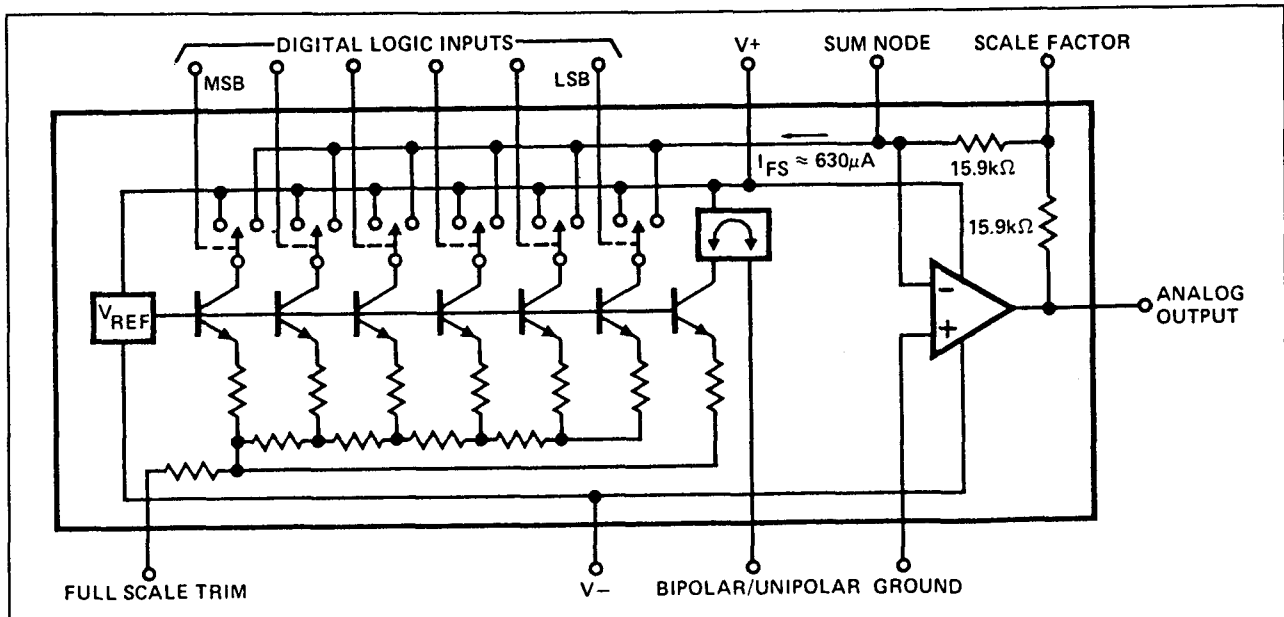 DIGITAL LOGIC INPUTS
V+
SUM NODE
SCALE FACTOR
MSB
LSB
I_FS ≈ 630μA
15.9kΩ
15.9kΩ
V_REF
−
+
ANALOG
OUTPUT
FULL SCALE TRIM
V−
BIPOLAR/UNIPOLAR
GROUND